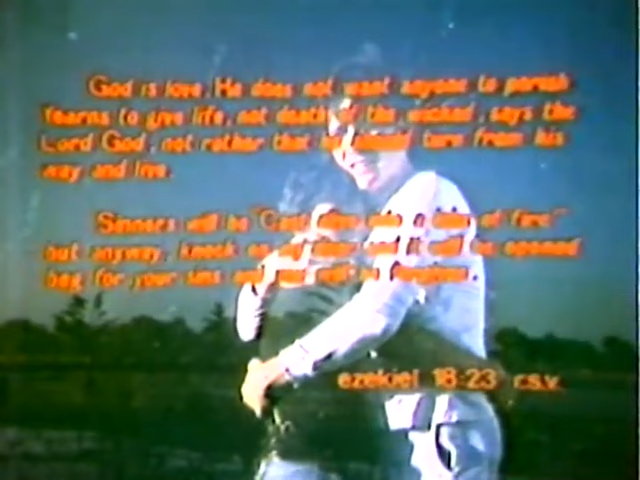 God is love. He does not want anyone to perish
Yearns to give life, not death of the wicked, says the
Lord God, not rather that he should turn from his
way and live.
Sinners will be "Cast alive into a lake of fire"
but anyway, knock on my door and it will be opened
beg for your sins and you will be forgiven.
ezekiel 18:23 r.s.v.